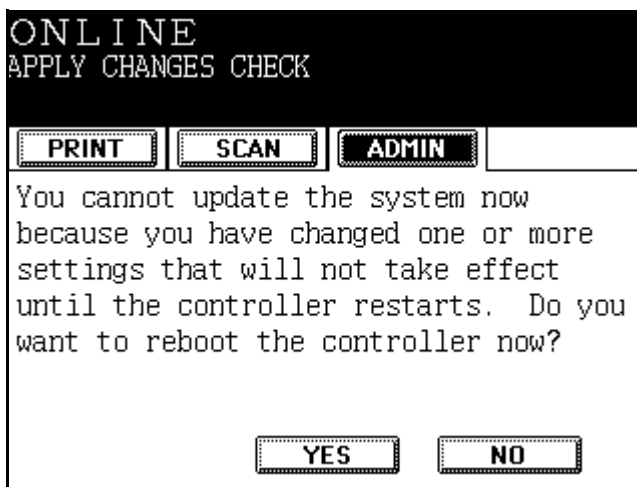 ONLINE
APPLY CHANGES CHECK
PRINT SCAN ADMIN
You cannot update the system now
because you have changed one or more
settings that will not take effect
until the controller restarts.  Do you
want to reboot the controller now?
YES NO